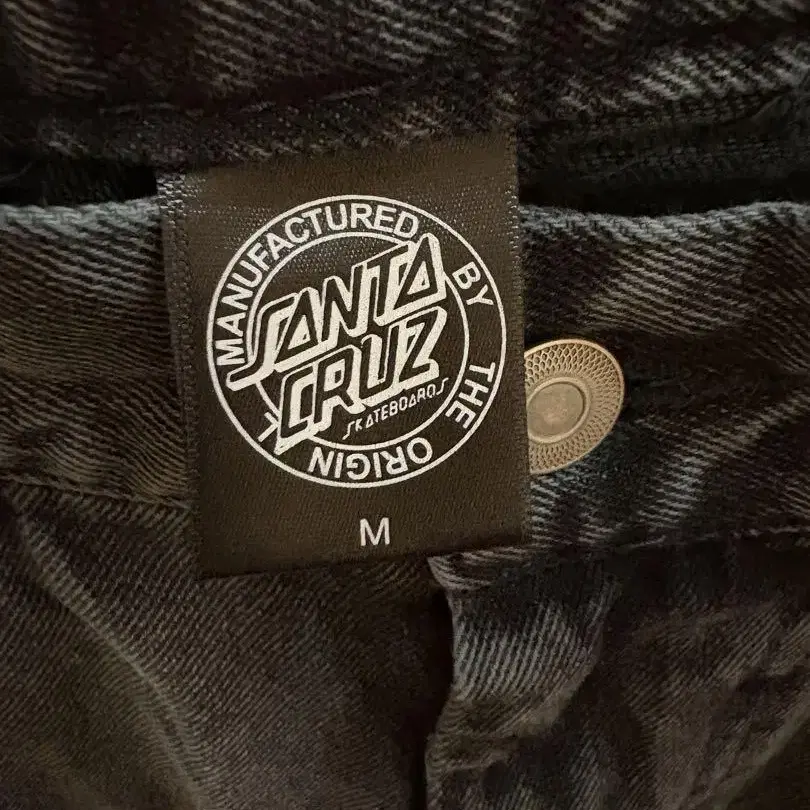 MANUFACTURED BY THE ORIGIN
SANTA
CRUZ
SKATEBOARDS
M